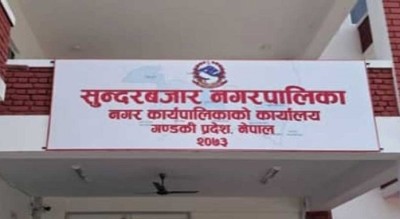 सुन्दरबजार नगरपालिका
नगर कार्यपालिकाको कार्यालय
गण्डकी प्रदेश, नेपाल
२०७३